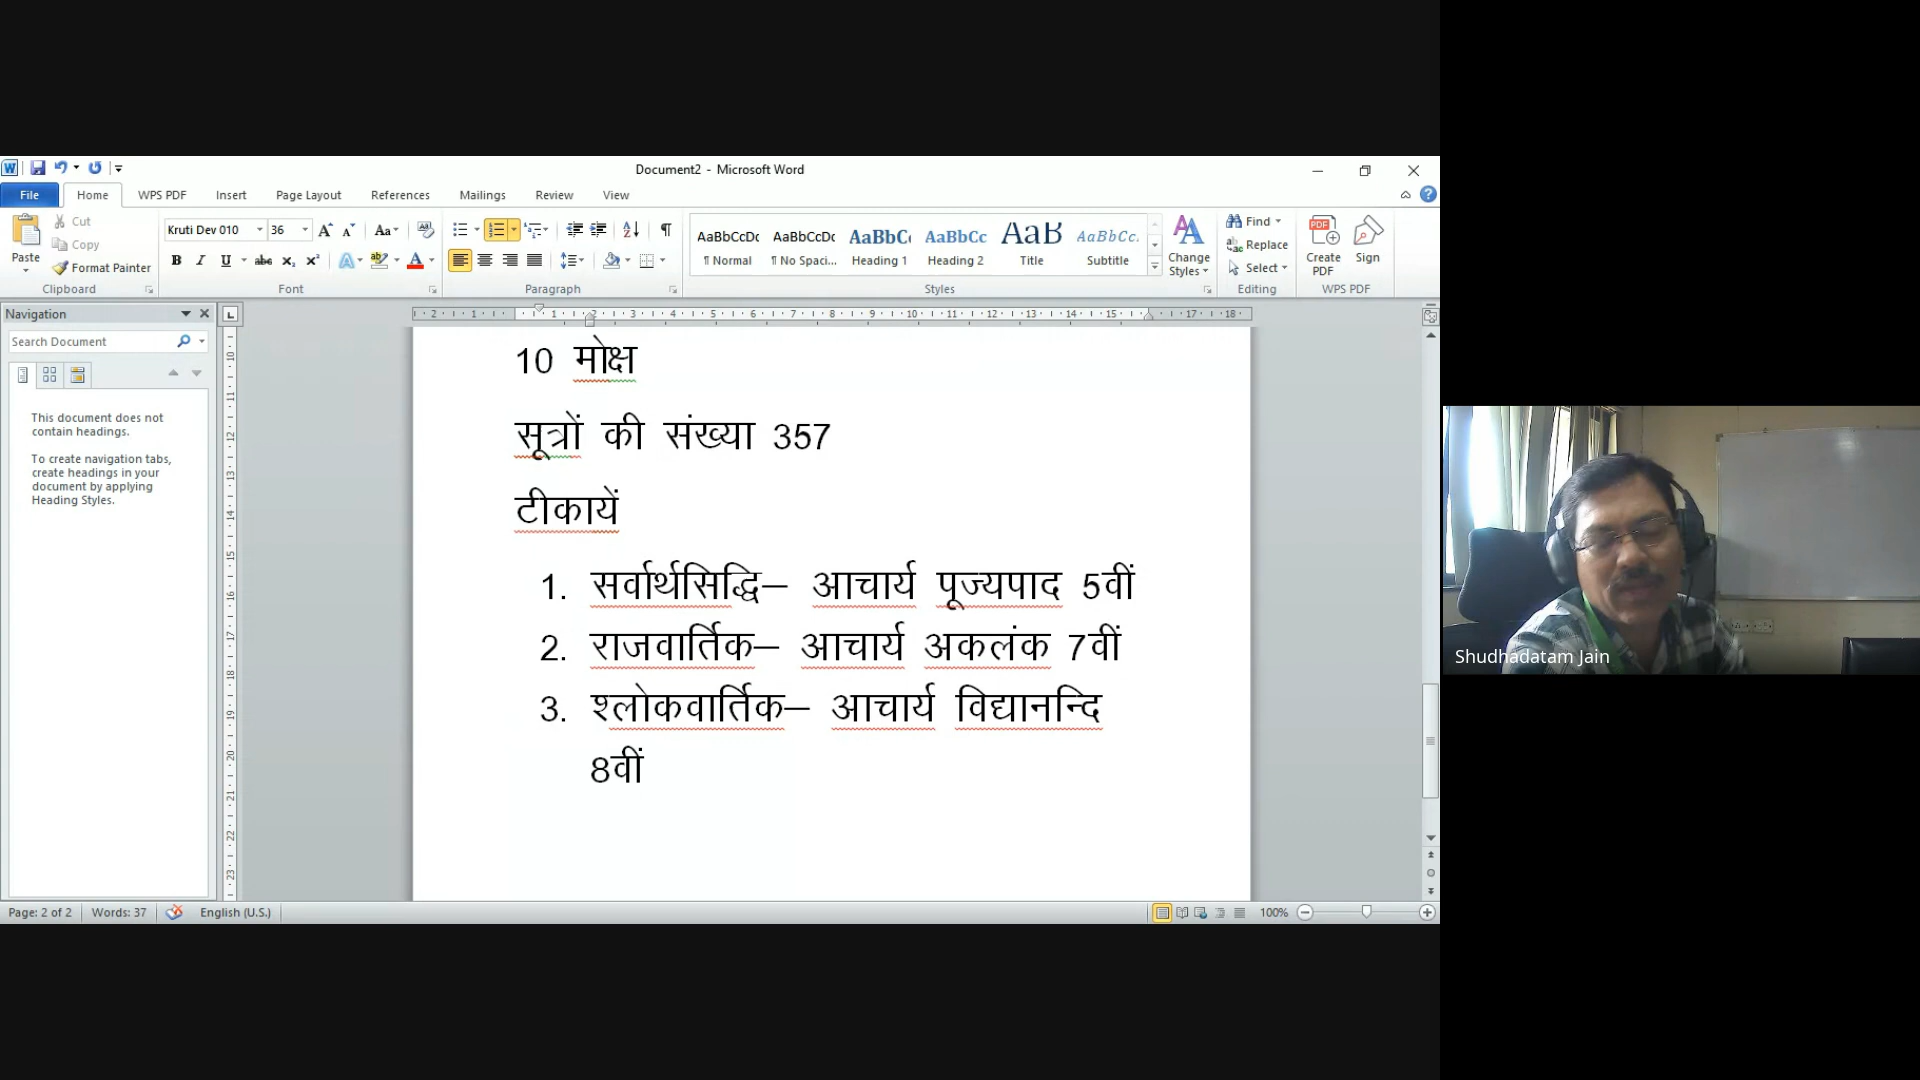 Document2 - Microsoft Word
File Home WPS PDF Insert Page Layout References Mailings Review View
Paste
Cut
Copy
Format Painter
Clipboard
Kruti Dev 010 36
Font
Paragraph
AaBbCcDc AaBbCcDc AaBbC AaBbCc AaB AaBbCc.
¶ Normal ¶ No Spaci... Heading 1 Heading 2 Title Subtitle
Change Styles
Styles
Find
Replace
Select
Editing
Create PDF
Sign
WPS PDF
Navigation
Search Document
This document does not
contain headings.
To create navigation tabs,
create headings in your
document by applying
Heading Styles.
10 मोक्ष
सूत्रों की संख्या 357
टीकायें
1. सर्वार्थसिद्धि– आचार्य पूज्यपाद 5वीं
2. राजवार्तिक– आचार्य अकलंक 7वीं
3. श्लोकवार्तिक– आचार्य विद्यानन्दि
8वीं
Page: 2 of 2 Words: 37 English (U.S.) 100%
Shudhadatam Jain